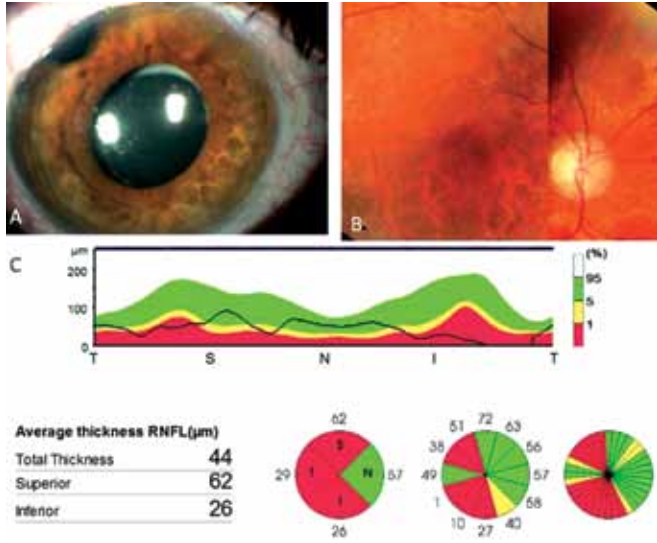 A
B
C
µm
200
100
0
T S N I T
(%)
95
5
1
Average thickness RNFL(µm)
Total Thickness 44
Superior 62
Inferior 26
62
29 57
26
S
T N
I
72
51 63
38 56
49 57
1 58
10 40
27